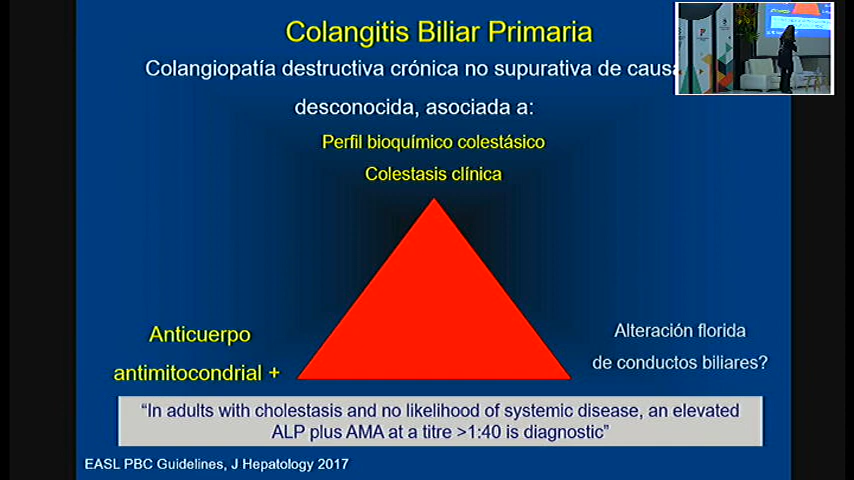 Colangitis Biliar Primaria
Colangiopatía destructiva crónica no supurativa de causa
desconocida, asociada a:
Perfil bioquímico colestásico
Colestasis clínica
Anticuerpo
antimitocondrial +
Alteración florida
de conductos biliares?
“In adults with cholestasis and no likelihood of systemic disease, an elevated
ALP plus AMA at a titre >1:40 is diagnostic”
EASL PBC Guidelines, J Hepatology 2017